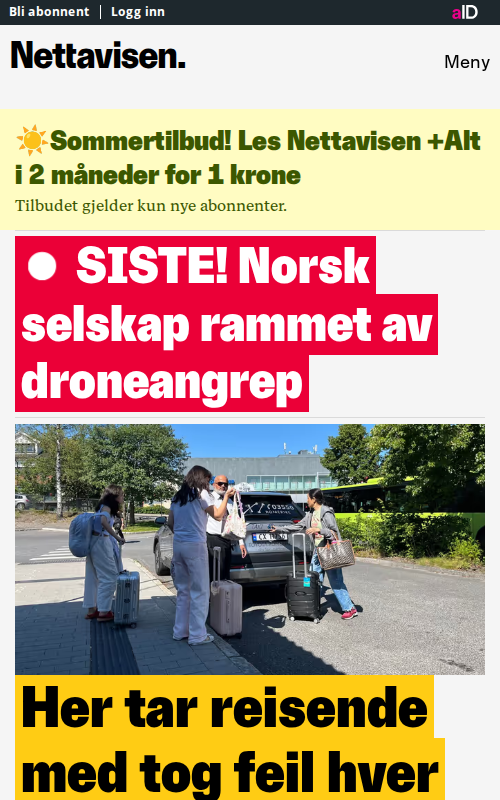 Bli abonnent | Logg inn
aID
Nettavisen.
Meny
☀️Sommertilbud! Les Nettavisen +Alt
i 2 måneder for 1 krone
Tilbudet gjelder kun nye abonnenter.
SISTE! Norsk
selskap rammet av
droneangrep
Her tar reisende
med tog feil hver